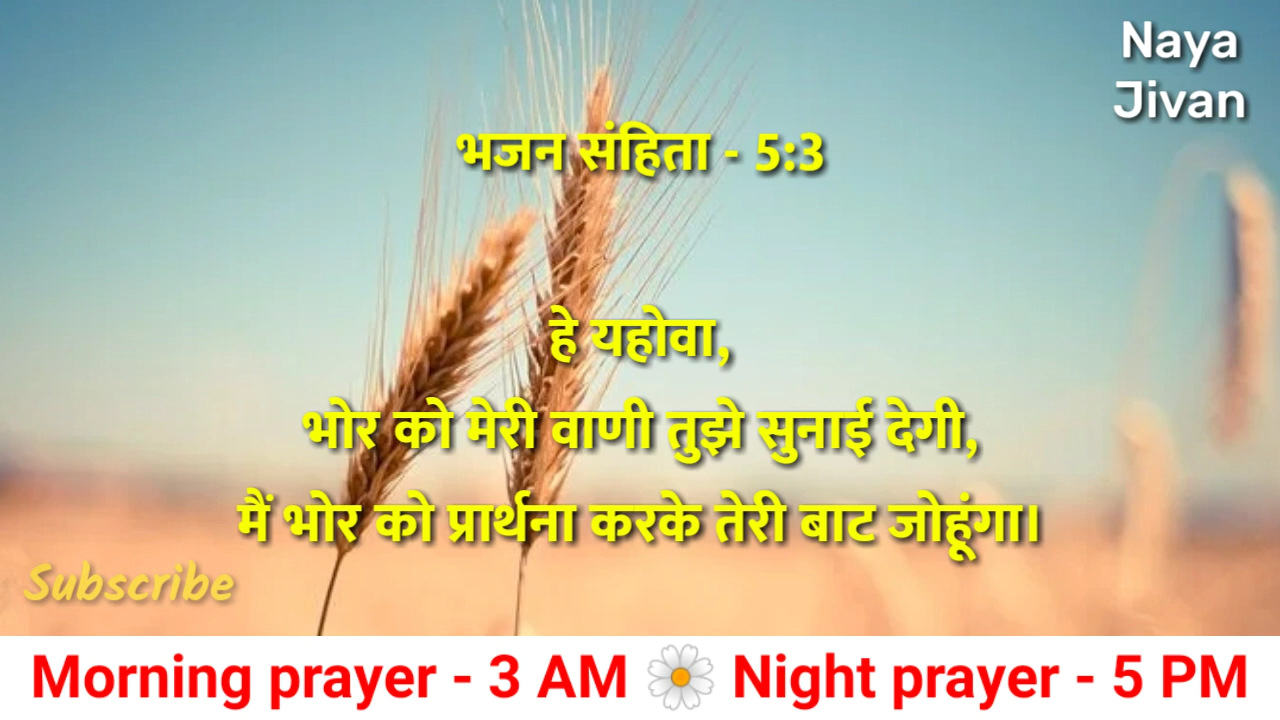 Naya
Jivan
भजन संहिता - 5:3
हे यहोवा,
भोर को मेरी वाणी तुझे सुनाई देगी,
मैं भोर को प्रार्थना करके तेरी बाट जोहूंगा।
Subscribe
Morning prayer - 3 AM 🌼 Night prayer - 5 PM